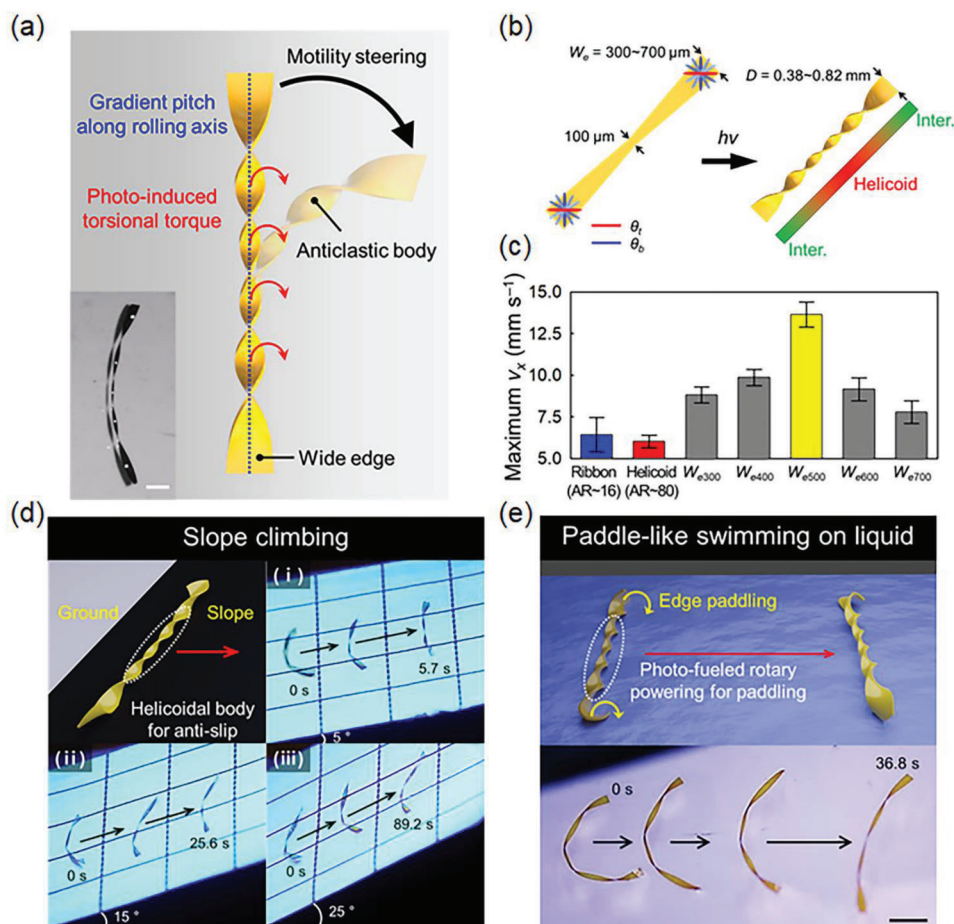 (a)
Motility steering
Gradient pitch
along rolling axis
Photo-induced
torsional torque
Anticlastic body
Wide edge
(b)
Wₑ = 300~700 μm
100 μm
θₜ
θ_b
hν
D = 0.38~0.82 mm
Inter.
Helicoid
Inter.
(c)
Maximum vₓ (mm s⁻¹)
15.0
12.5
10.0
7.5
5.0
Ribbon
(AR~16)
Helicoid
(AR~80)
Wₑ₃₀₀
Wₑ₄₀₀
Wₑ₅₀₀
Wₑ₆₀₀
Wₑ₇₀₀
(d)
Slope climbing
Ground
Slope
Helicoidal body
for anti-slip
(i)
0 s
5.7 s
5 °
(ii)
0 s
25.6 s
15 °
(iii)
0 s
89.2 s
25 °
(e)
Paddle-like swimming on liquid
Edge paddling
Photo-fueled rotary
powering for paddling
0 s
36.8 s